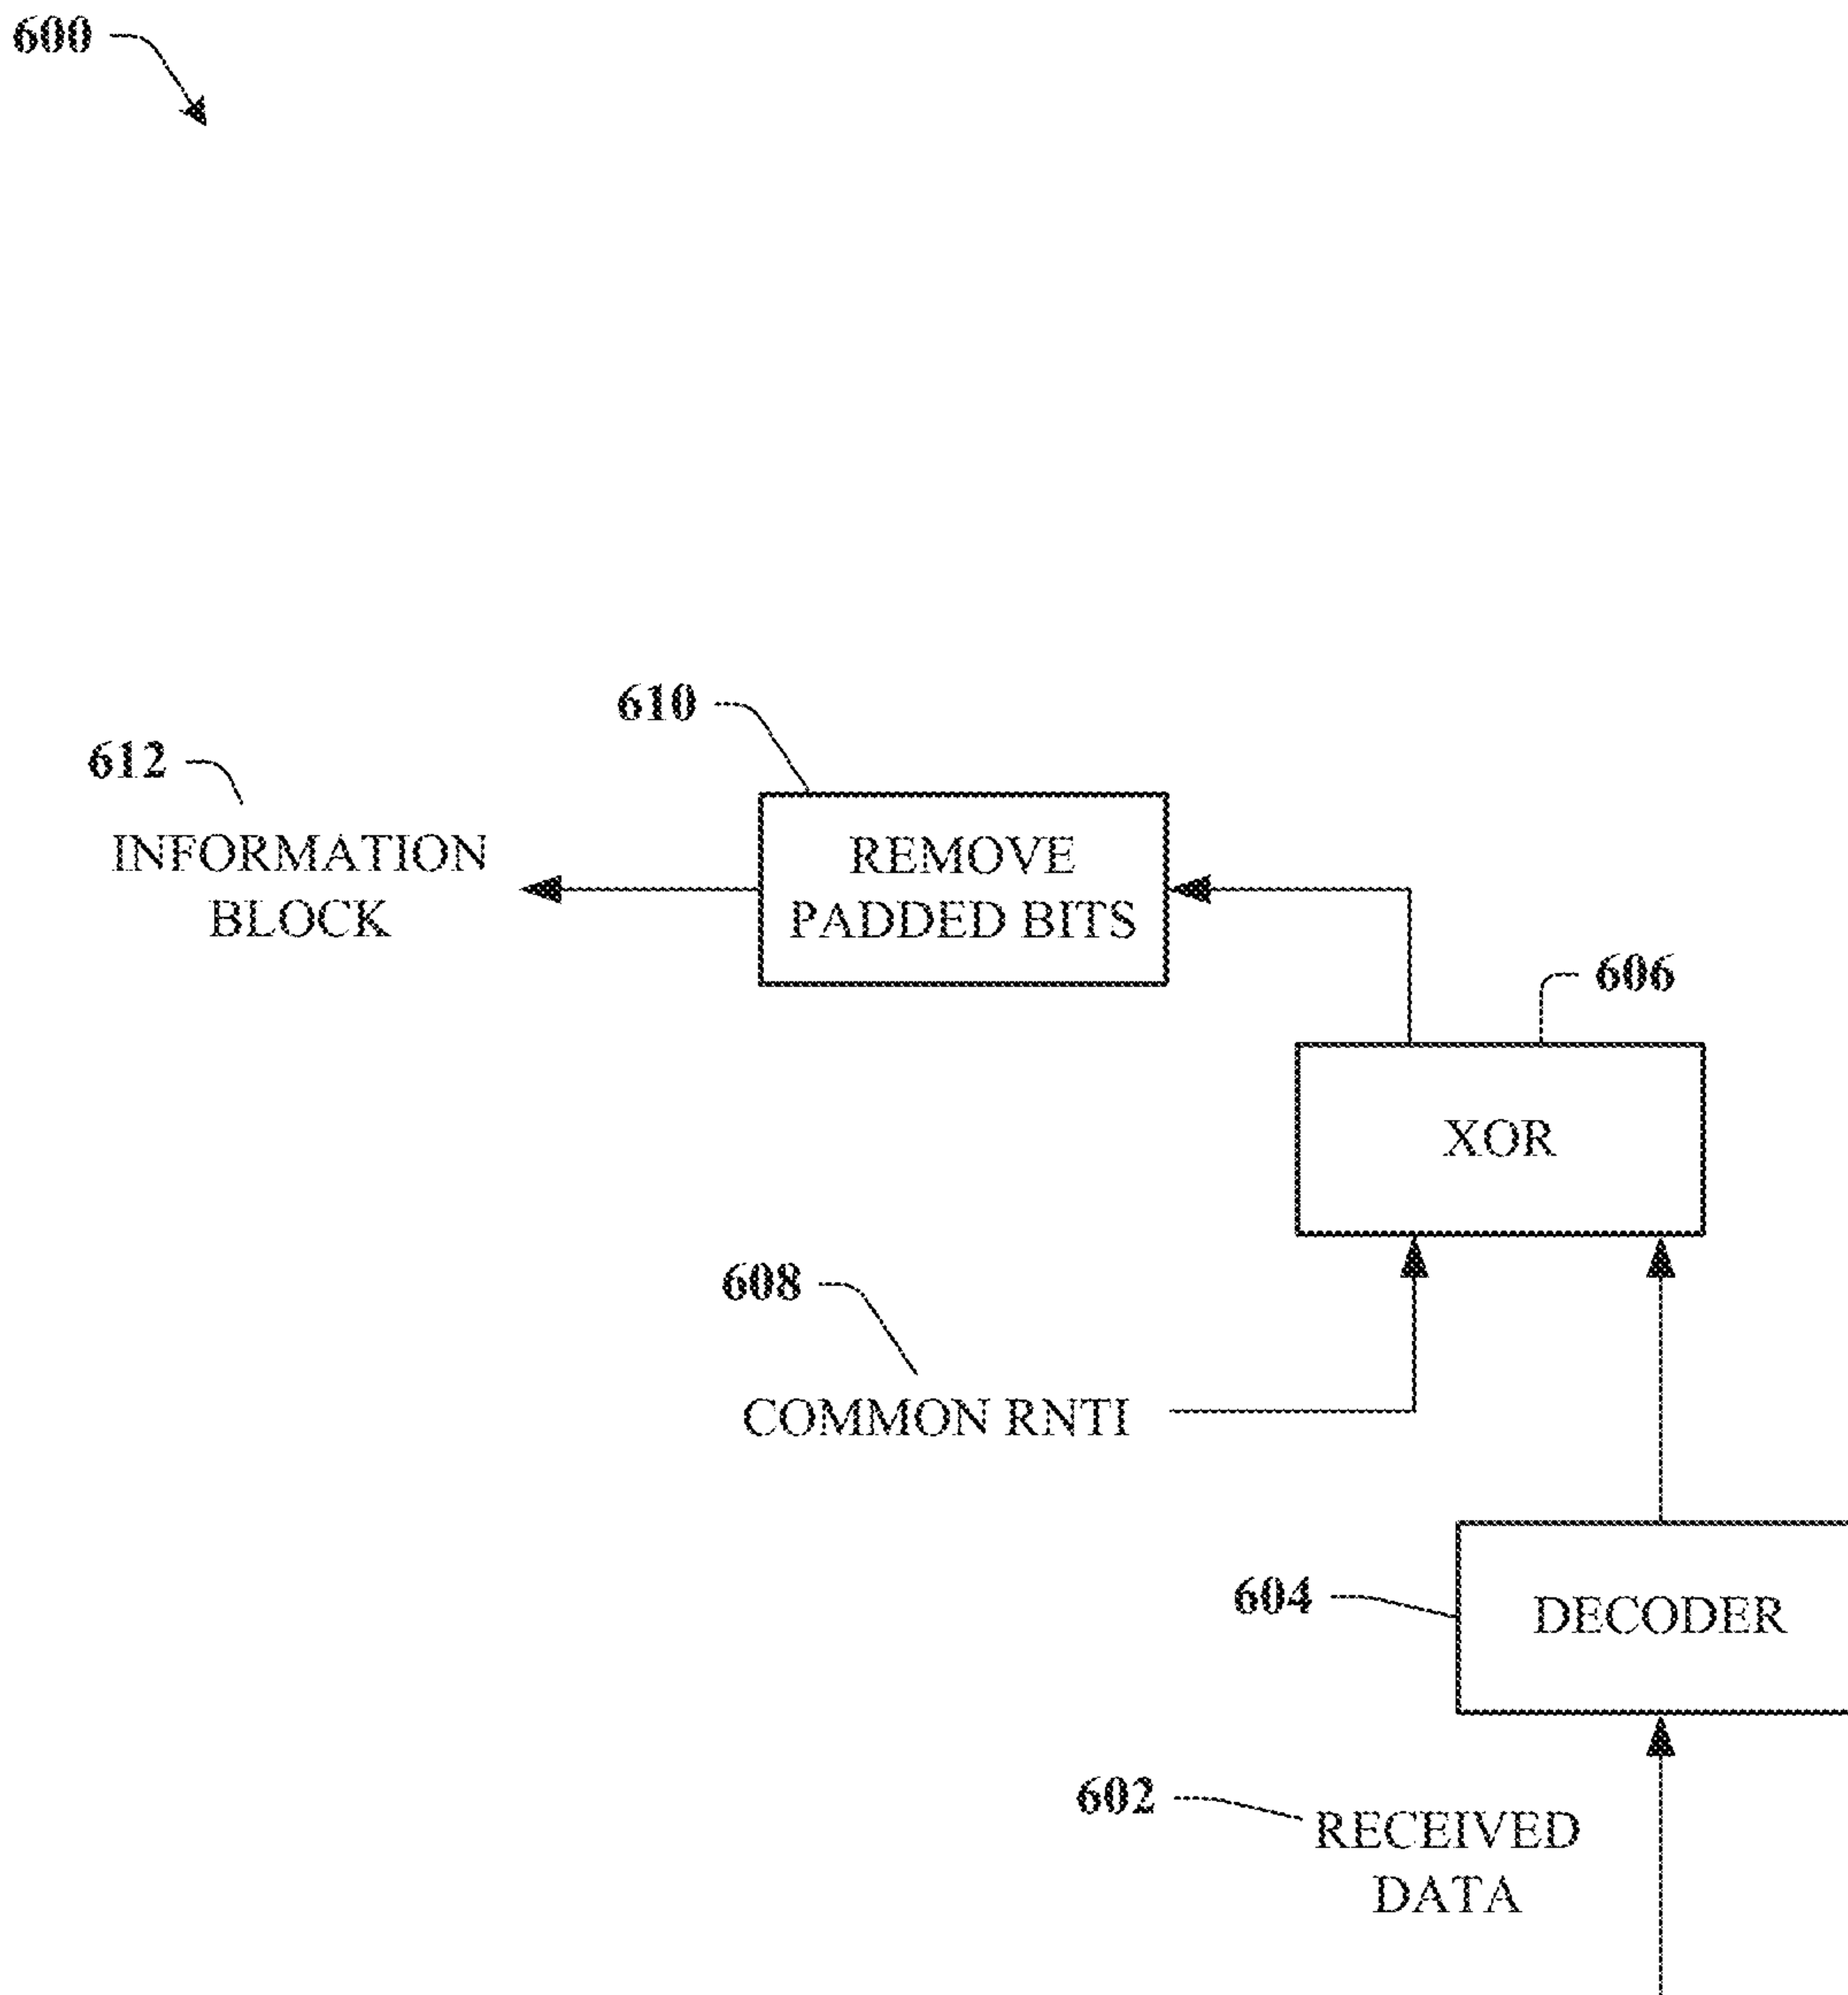 600
610
612
INFORMATION
BLOCK
REMOVE
PADDED BITS
606
XOR
608
COMMON RNTI
604
DECODER
602
RECEIVED
DATA